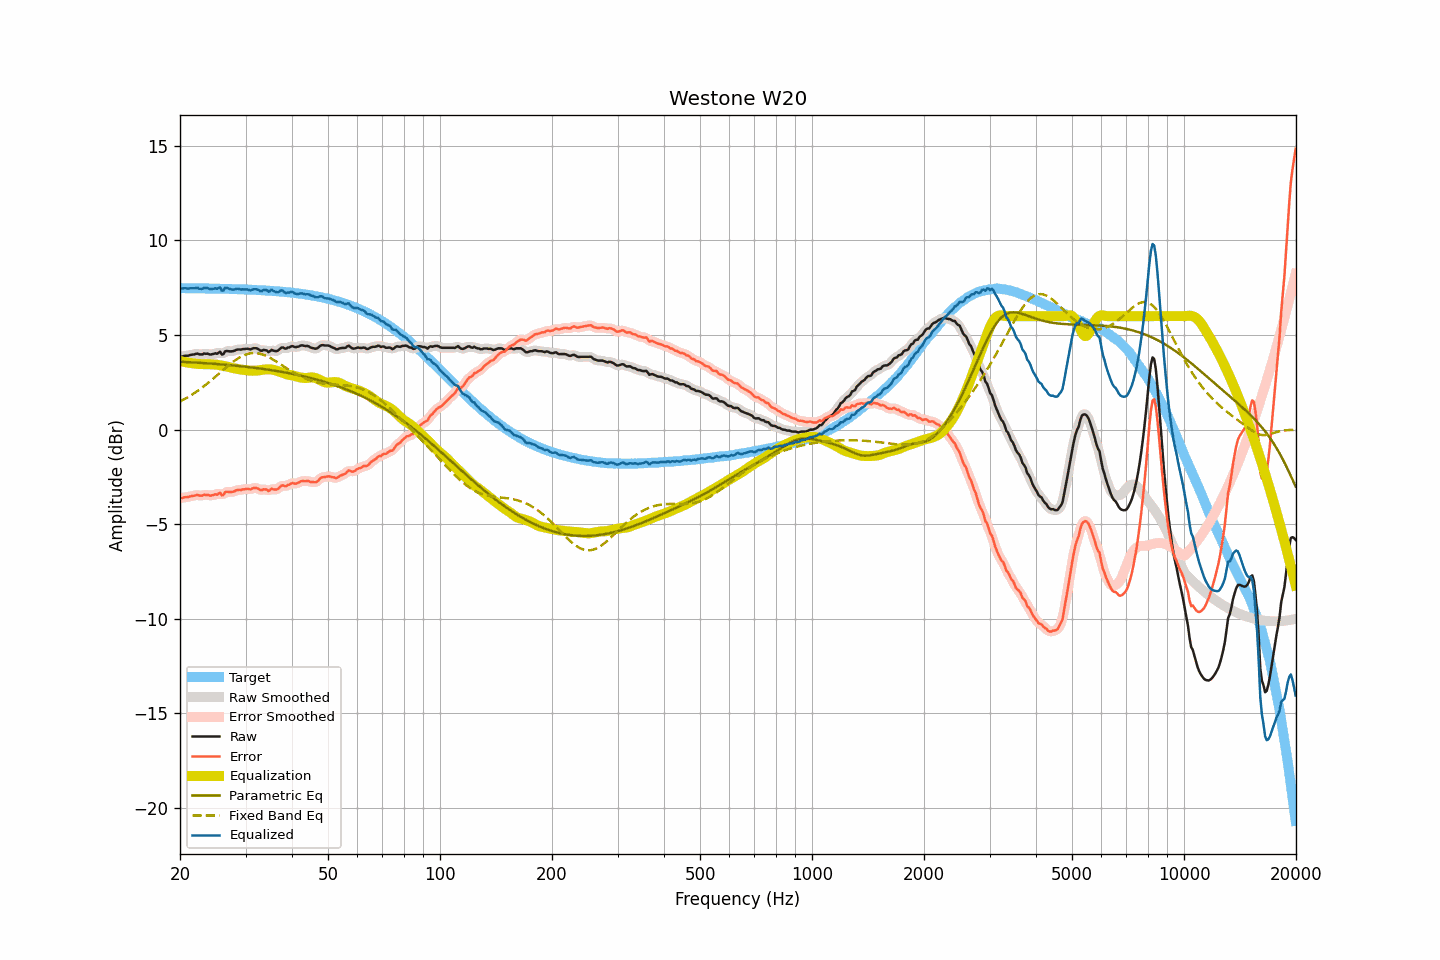 Westone W20
15
10
5
0
−5
−10
−15
−20
Amplitude (dBr)
Target
Raw Smoothed
Error Smoothed
Raw
Error
Equalization
Parametric Eq
Fixed Band Eq
Equalized
20 50 100 200 500 1000 2000 5000 10000 20000
Frequency (Hz)